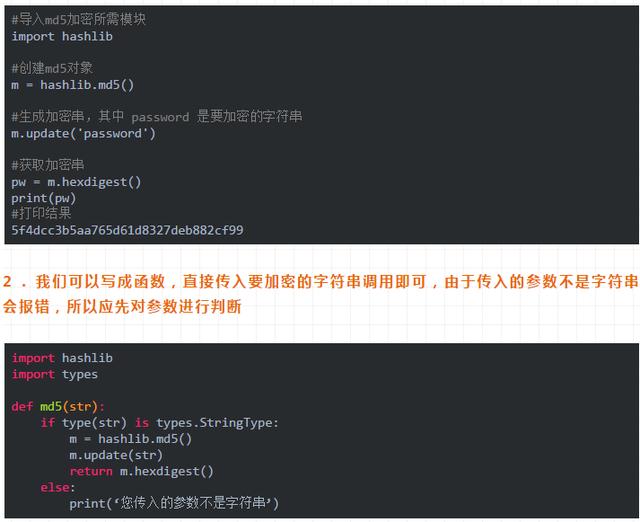 #导入md5加密所需模块
import hashlib
#创建md5对象
m = hashlib.md5()
#生成加密串，其中 password 是要加密的字符串
m.update('password')
#获取加密串
pw = m.hexdigest()
print(pw)
#打印结果
5f4dcc3b5aa765d61d8327deb882cf99
2 ．我们可以写成函数，直接传入要加密的字符串调用即可，由于传入的参数不是字符串
会报错，所以应先对参数进行判断
import hashlib
import types
def md5(str):
    if type(str) is types.StringType:
        m = hashlib.md5()
        m.update(str)
        return m.hexdigest()
    else:
        print(‘您传入的参数不是字符串’)